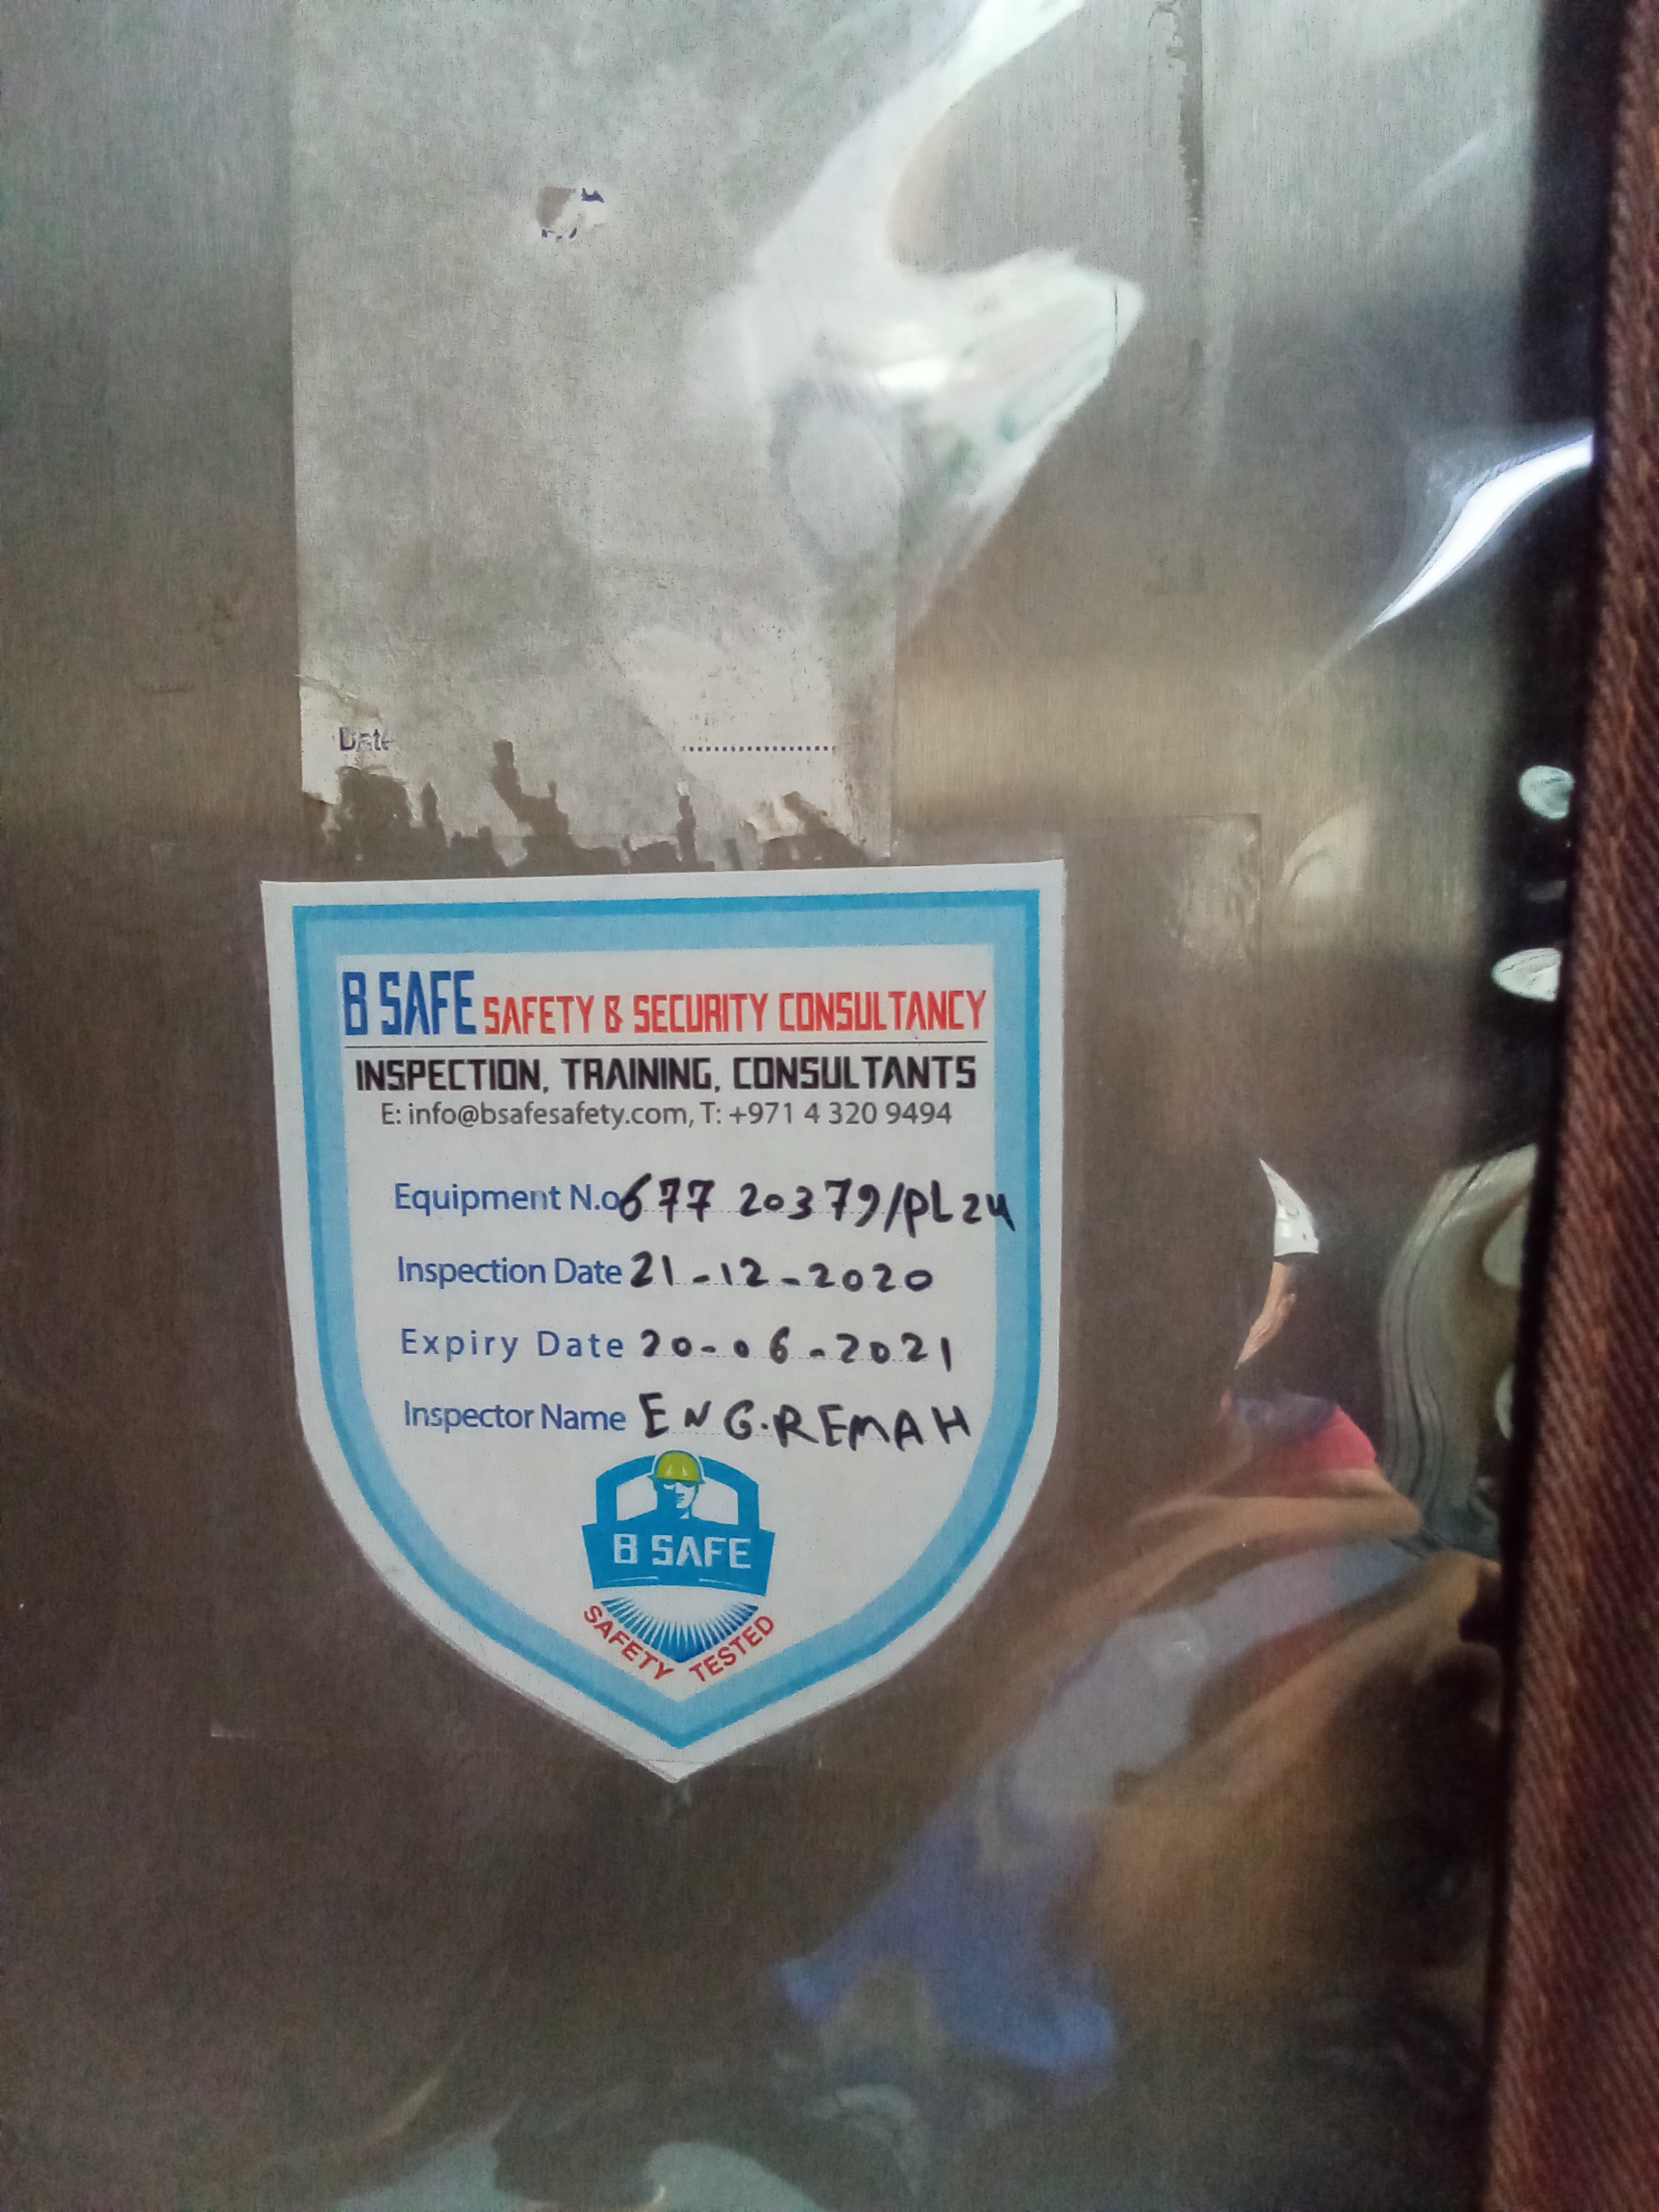 Date
B SAFE SAFETY & SECURITY CONSULTANCY
INSPECTION, TRAINING, CONSULTANTS
E: info@bsafesafety.com, T: +971 4 320 9494
Equipment N.o 677 20379/PL24
Inspection Date 21-12-2020
Expiry Date 20-06-2021
Inspector Name ENG.REMAH
B SAFE
SAFETY TESTED